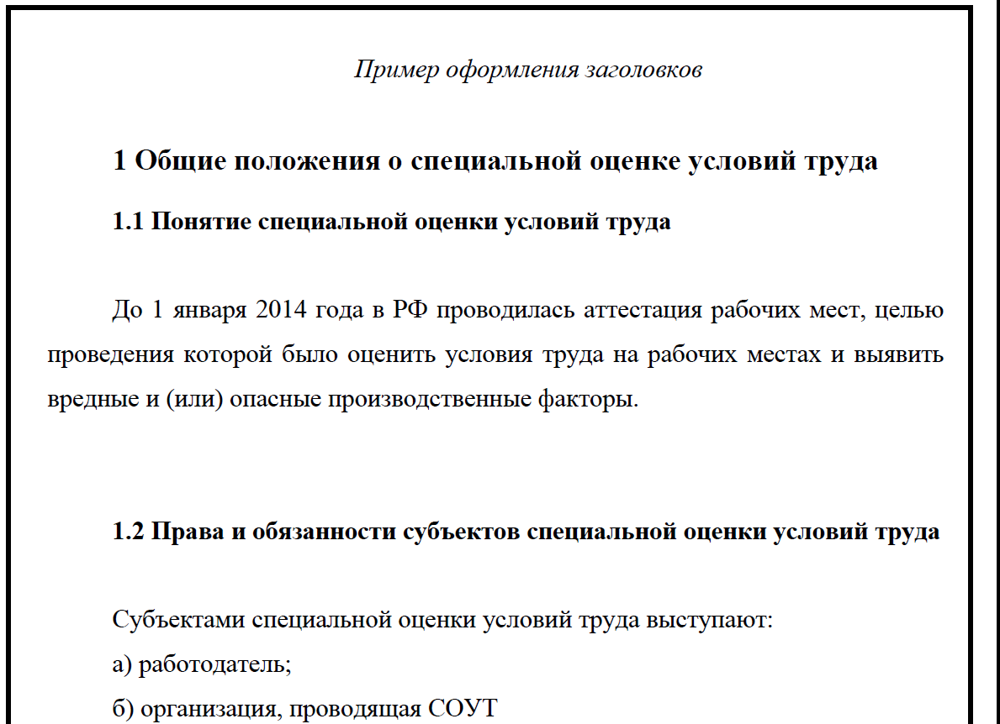 Пример оформления заголовков
1 Общие положения о специальной оценке условий труда
1.1 Понятие специальной оценки условий труда
До 1 января 2014 года в РФ проводилась аттестация рабочих мест, целью
проведения которой было оценить условия труда на рабочих местах и выявить
вредные и (или) опасные производственные факторы.
1.2 Права и обязанности субъектов специальной оценки условий труда
Субъектами специальной оценки условий труда выступают:
а) работодатель;
б) организация, проводящая СОУТ